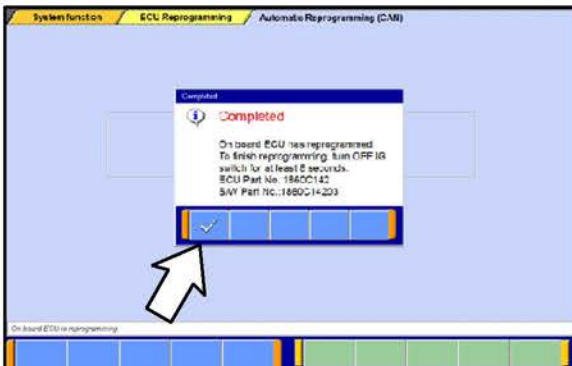 System function
ECU Reprogramming
Automatic Reprogramming (CAN)
Completed
Completed
On board ECU has reprogrammed
To finish reprogramming, turn OFF IG
switch for at least 5 seconds.
ECU Part No. 1860C142
S/W Part No.:1860C14203
On board ECU is reprogramming.